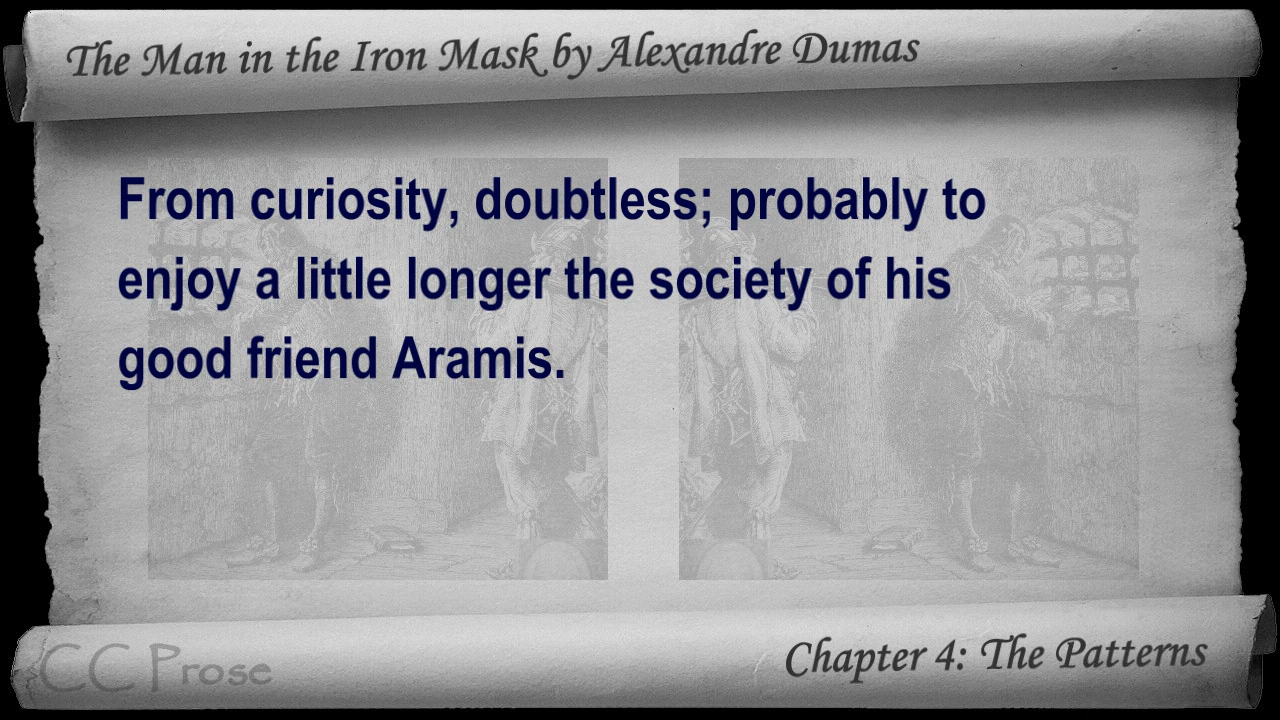 The Man in the Iron Mask by Alexandre Dumas
From curiosity, doubtless; probably to
enjoy a little longer the society of his
good friend Aramis.
CC Prose
Chapter 4: The Patterns